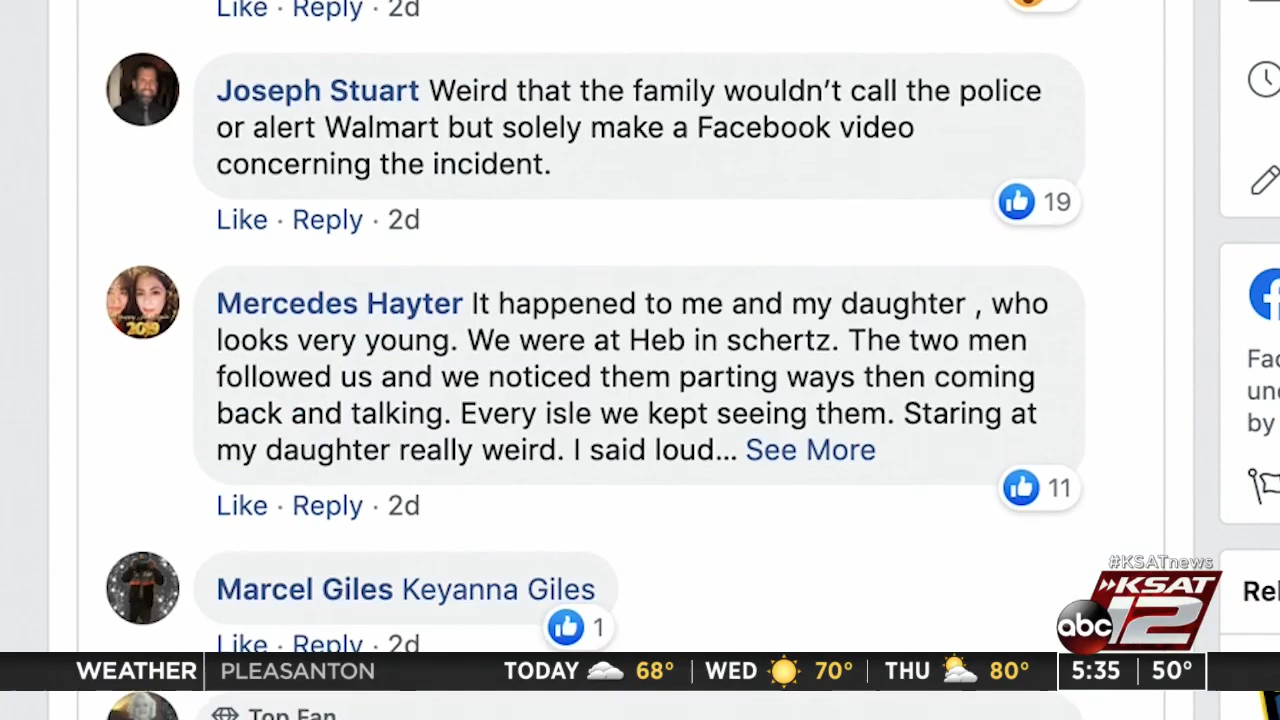 Like · Reply · 2d
Joseph Stuart Weird that the family wouldn't call the police
or alert Walmart but solely make a Facebook video
concerning the incident.
19
Like · Reply · 2d
Mercedes Hayter It happened to me and my daughter , who
looks very young. We were at Heb in schertz. The two men
followed us and we noticed them parting ways then coming
back and talking. Every isle we kept seeing them. Staring at
my daughter really weird. I said loud... See More
11
Like · Reply · 2d
2019
Marcel Giles Keyanna Giles
1
Like · Reply · 2d
Top Fan
Fac
und
by
Rel
#KSATnews
KSAT
abc 12
WEATHER PLEASANTON TODAY 68° WED 70° THU 80° 5:35 50°